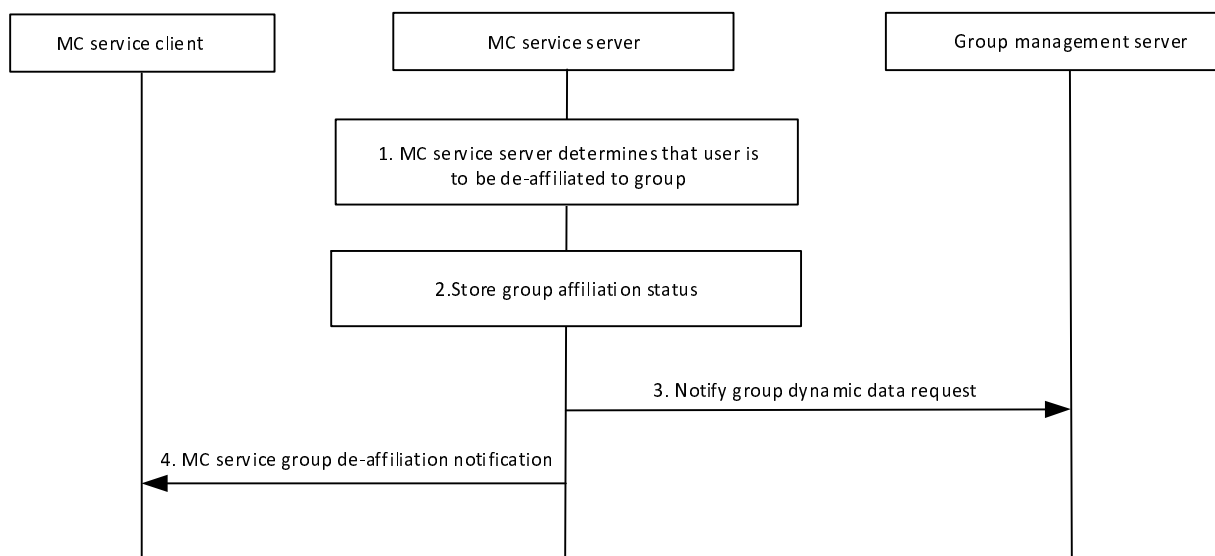 MC service client
MC service server
Group management server
1. MC service server determines that user is
to be de-affiliated to group
2.Store group affiliation status
3. Notify group dynamic data request
4. MC service group de-affiliation notification